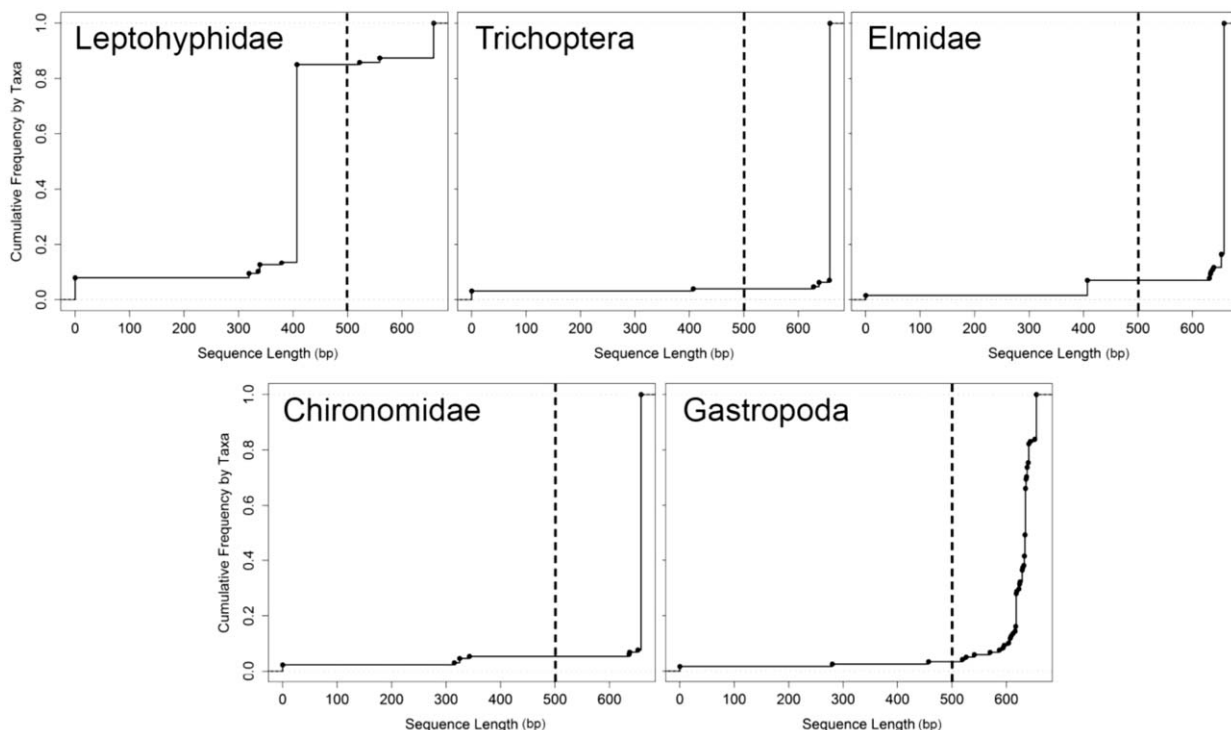 Leptohyphidae
Trichoptera
Elmidae
Cumulative Frequency by Taxa
1.0
0.8
0.6
0.4
0.2
0.0
0 100 200 300 400 500 600
0 100 200 300 400 500 600
0 100 200 300 400 500 600
Sequence Length (bp)
Sequence Length (bp)
Sequence Length (bp)
Chironomidae
Gastropoda
Cumulative Frequency by Taxa
1.0
0.8
0.6
0.4
0.2
0.0
0 100 200 300 400 500 600
0 100 200 300 400 500 600
Sequence Length (bp)
Sequence Length (bp)